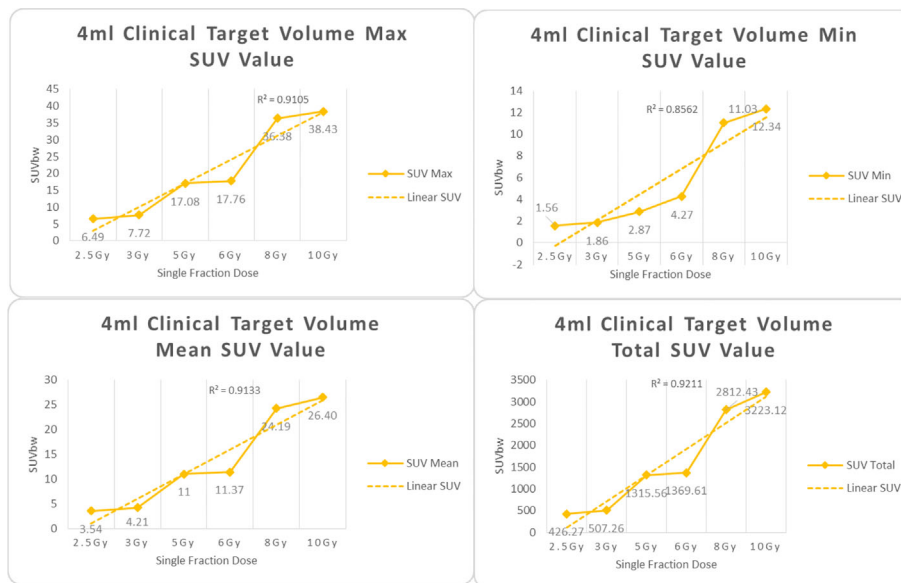 4ml Clinical Target Volume Max
SUV Value
45
40
35
30
25
20
15
10
5
0
SUVbw
R² = 0.9105
6.49
7.72
17.08
17.76
36.38
38.43
2.5Gy
3Gy
5Gy
6Gy
8Gy
10Gy
Single Fraction Dose
SUV Max
Linear SUV
4ml Clinical Target Volume Min
SUV Value
14
12
10
8
6
4
2
0
-2
SUVbw
R² = 0.8562
1.56
1.86
2.87
4.27
11.03
12.34
2.5Gy
3Gy
5Gy
6Gy
8Gy
10Gy
Single Fraction Dose
SUV Min
Linear SUV
4ml Clinical Target Volume
Mean SUV Value
30
25
20
15
10
5
0
SUVbw
R² = 0.9133
3.54
4.21
11
11.37
24.19
26.40
2.5Gy
3Gy
5Gy
6Gy
8Gy
10Gy
Single Fraction Dose
SUV Mean
Linear SUV
4ml Clinical Target Volume
Total SUV Value
3500
3000
2500
2000
1500
1000
500
0
SUVbw
R² = 0.9211
426.27
507.26
1315.56
1369.61
2812.43
3223.12
2.5Gy
3Gy
5Gy
6Gy
8Gy
10Gy
Single Fraction Dose
SUV Total
Linear SUV